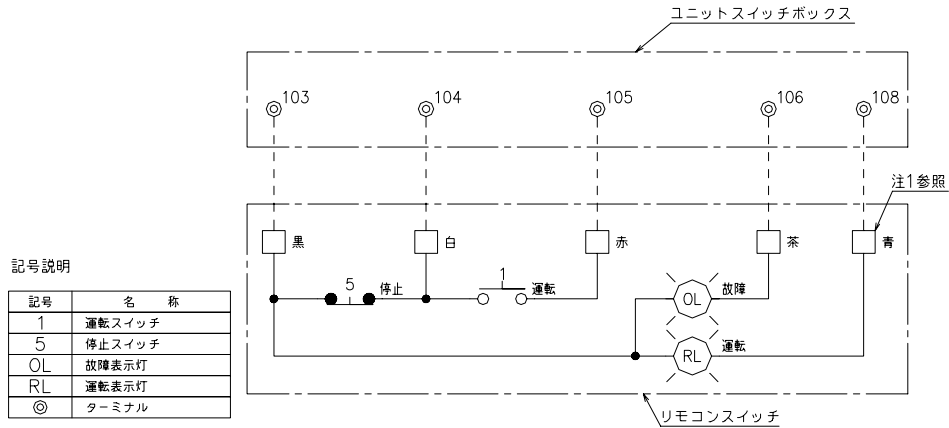 ユニットスイッチボックス
103 104 105 106 108
注1参照
黒 白 赤 茶 青
5 停止 1 運転 OL 故障
RL 運転
リモコンスイッチ
記号説明
記号 名 称
1 運転スイッチ
5 停止スイッチ
OL 故障表示灯
RL 運転表示灯
◎ ターミナル